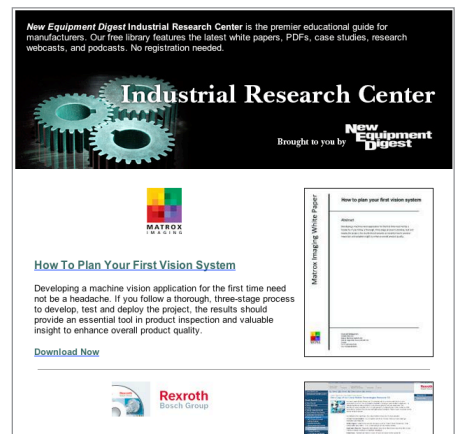 New Equipment Digest Industrial Research Center is the premier educational guide for
manufacturers. Our free library features the latest white papers, PDFs, case studies, research
webcasts, and podcasts. No registration needed.
Industrial Research Center
Brought to you by New Equipment Digest
MATROX
IMAGING
How To Plan Your First Vision System
Developing a machine vision application for the first time need
not be a headache. If you follow a thorough, three-stage process
to develop, test and deploy the project, the results should
provide an essential tool in product inspection and valuable
insight to enhance overall product quality.
Download Now
Matrox Imaging White Paper
How to plan your first vision system
Abstract
Rexroth
Bosch Group